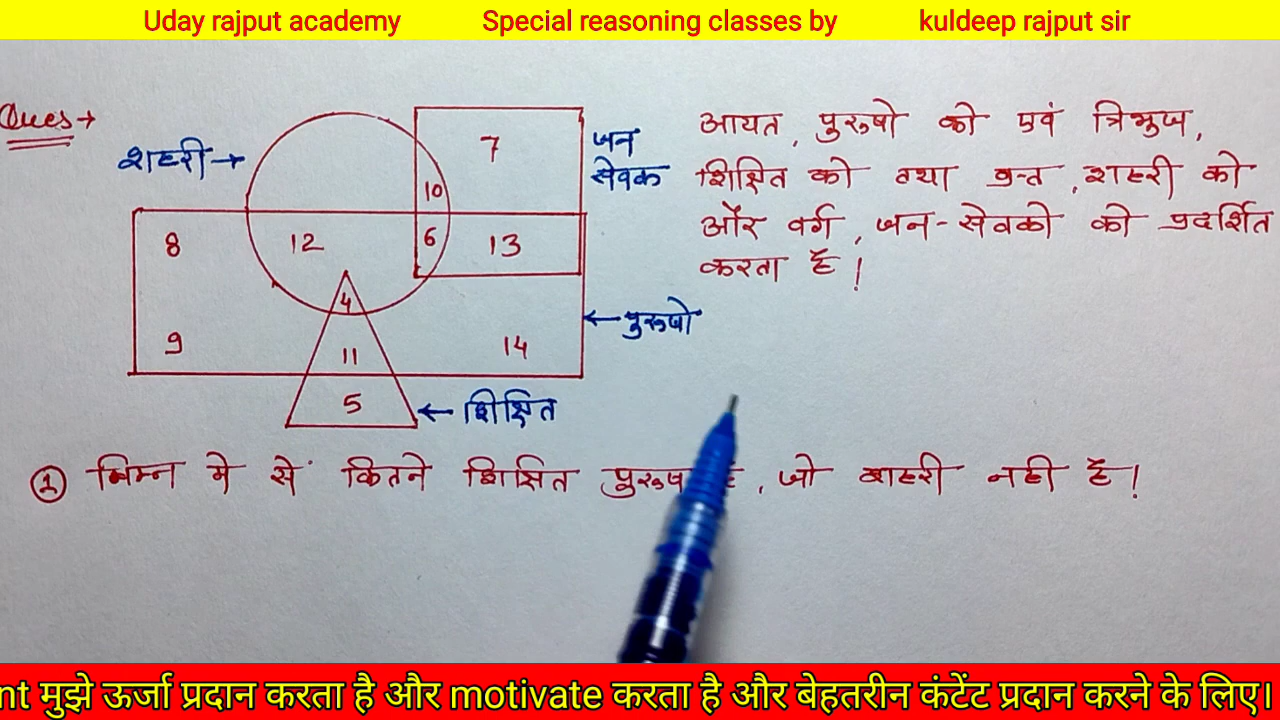 Uday rajput academy Special reasoning classes by kuldeep rajput sir
Ques →
शहरी →
7
जन
सेवक
10
8
12
6
13
4
← पुरूषो
9
11
14
5
← शिक्षित
आयत, पुरूषो को एवं त्रिभुज,
शिक्षित को तथा व्रन्त, शहरी को
और वर्ग, जन-सेवको को प्रदर्शित
करता है!
① निम्न मे से कितने शिक्षित पुरूष है, जो शहरी नही है!
nt मुझे ऊर्जा प्रदान करता है और motivate करता है और बेहतरीन कंटेंट प्रदान करने के लिए।